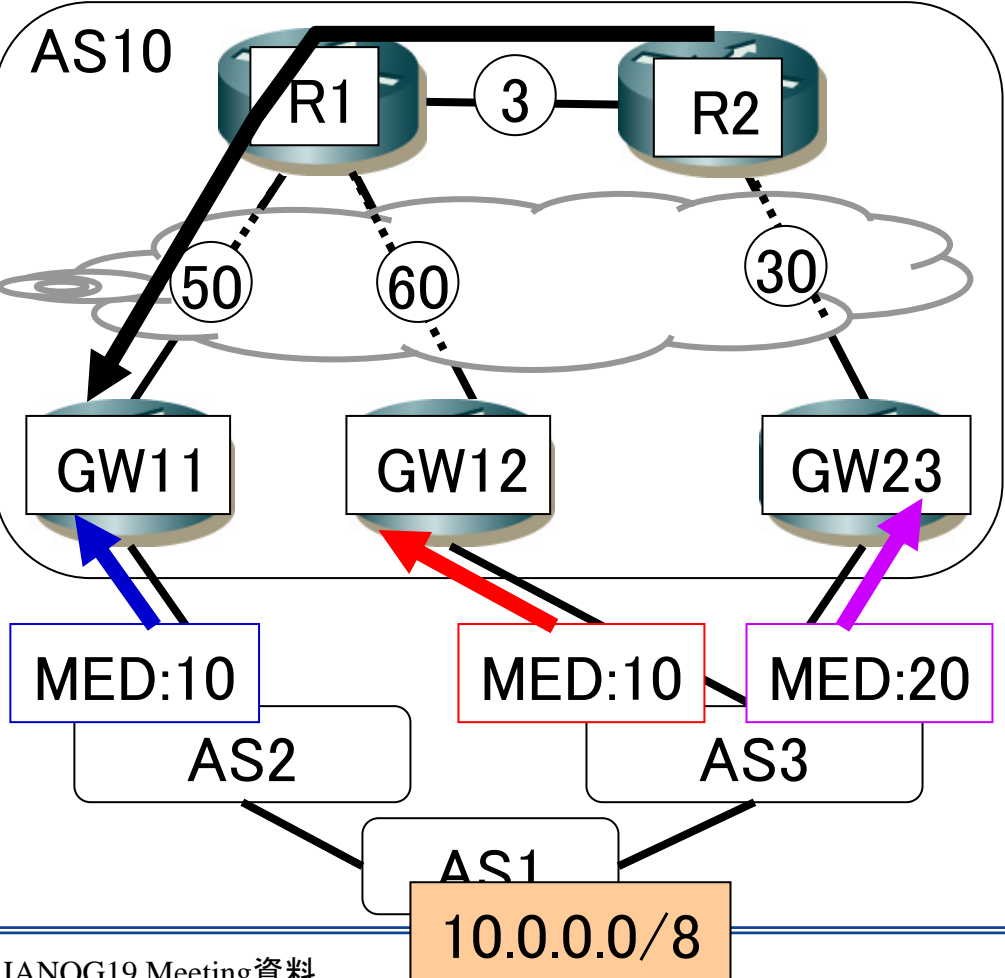 AS10
R1
3
R2
50
60
30
GW11
GW12
GW23
MED:10
MED:10
MED:20
AS2
AS3
AS1
10.0.0.0/8
JANOG19 Meeting資料